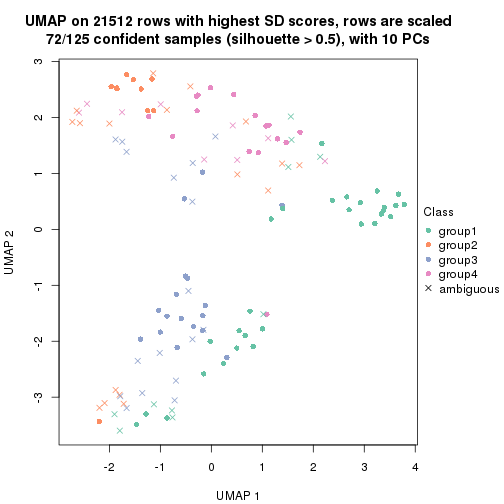 UMAP on 21512 rows with highest SD scores, rows are scaled
72/125 confident samples (silhouette > 0.5), with 10 PCs
3
2
1
0
-1
-2
-3
UMAP 2
-2
-1
0
1
2
3
4
UMAP 1
Class
group1
group2
group3
group4
ambiguous